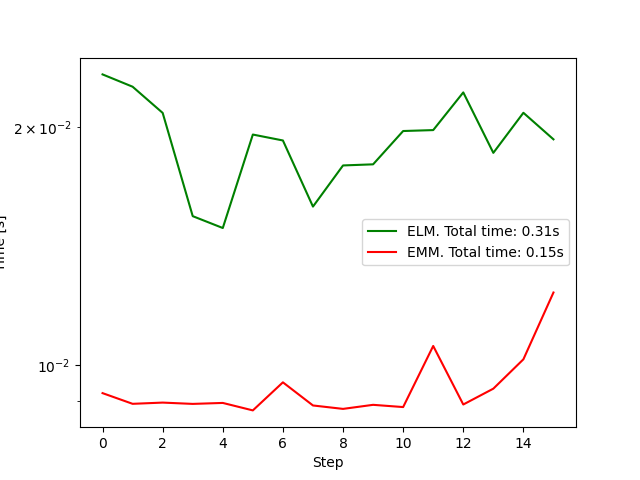 2 × 10⁻²
10⁻²
Time [s]
ELM. Total time: 0.31s
EMM. Total time: 0.15s
0 2 4 6 8 10 12 14
Step